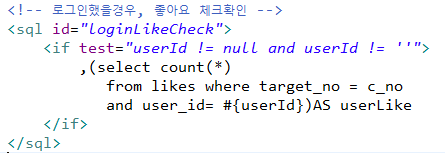 <!-- 로그인했을경우, 좋아요 체크확인 -->
<sql id="loginLikeCheck">
<if test="userId != null and userId != ''">
,(select count(*)
from likes where target_no = c_no
and user_id= #{userId})AS userLike
</if>
</sql>